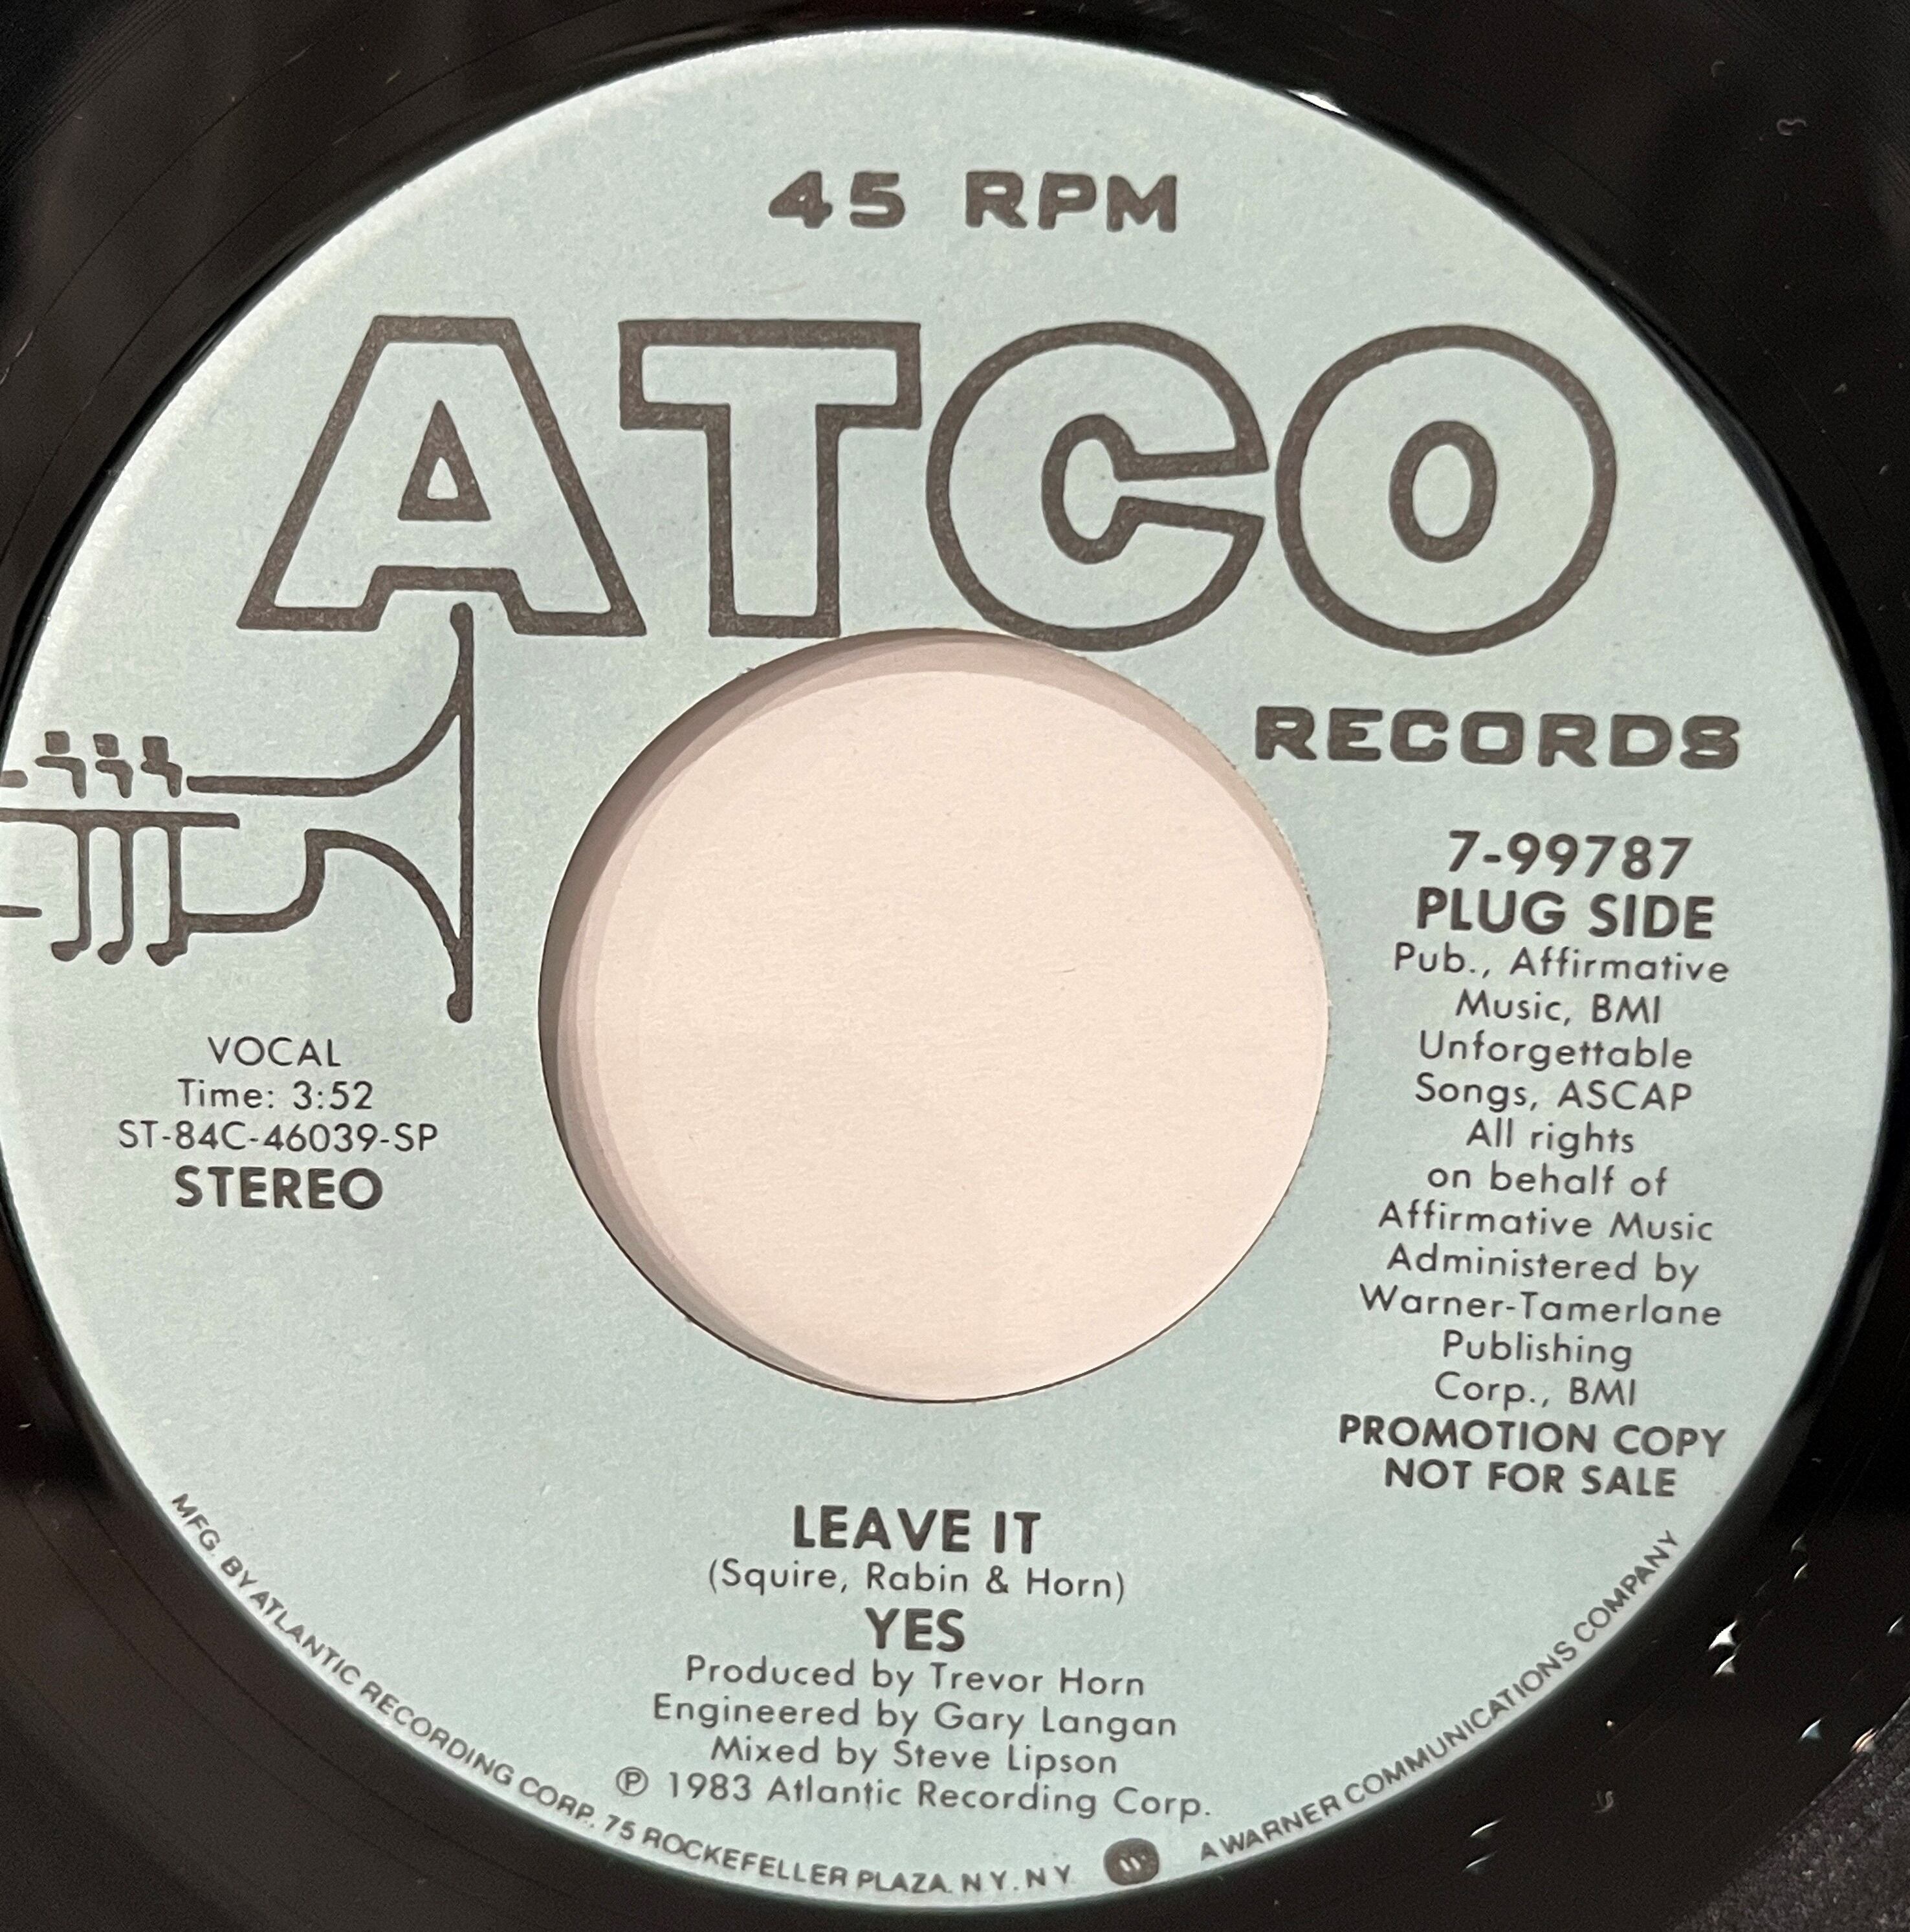 45 RPM
ATCO
RECORDS
7-99787
PLUG SIDE
Pub., Affirmative
Music, BMI
Unforgettable
Songs, ASCAP
All rights
on behalf of
Affirmative Music
Administered by
Warner-Tamerlane
Publishing
Corp., BMI
PROMOTION COPY
NOT FOR SALE
VOCAL
Time: 3:52
ST-84C-46039-SP
STEREO
LEAVE IT
(Squire, Rabin & Horn)
YES
Produced by Trevor Horn
Engineered by Gary Langan
Mixed by Steve Lipson
℗ 1983 Atlantic Recording Corp.
MFG. BY ATLANTIC RECORDING CORP., 75 ROCKEFELLER PLAZA. N.Y. N.Y. A WARNER COMMUNICATIONS COMPANY